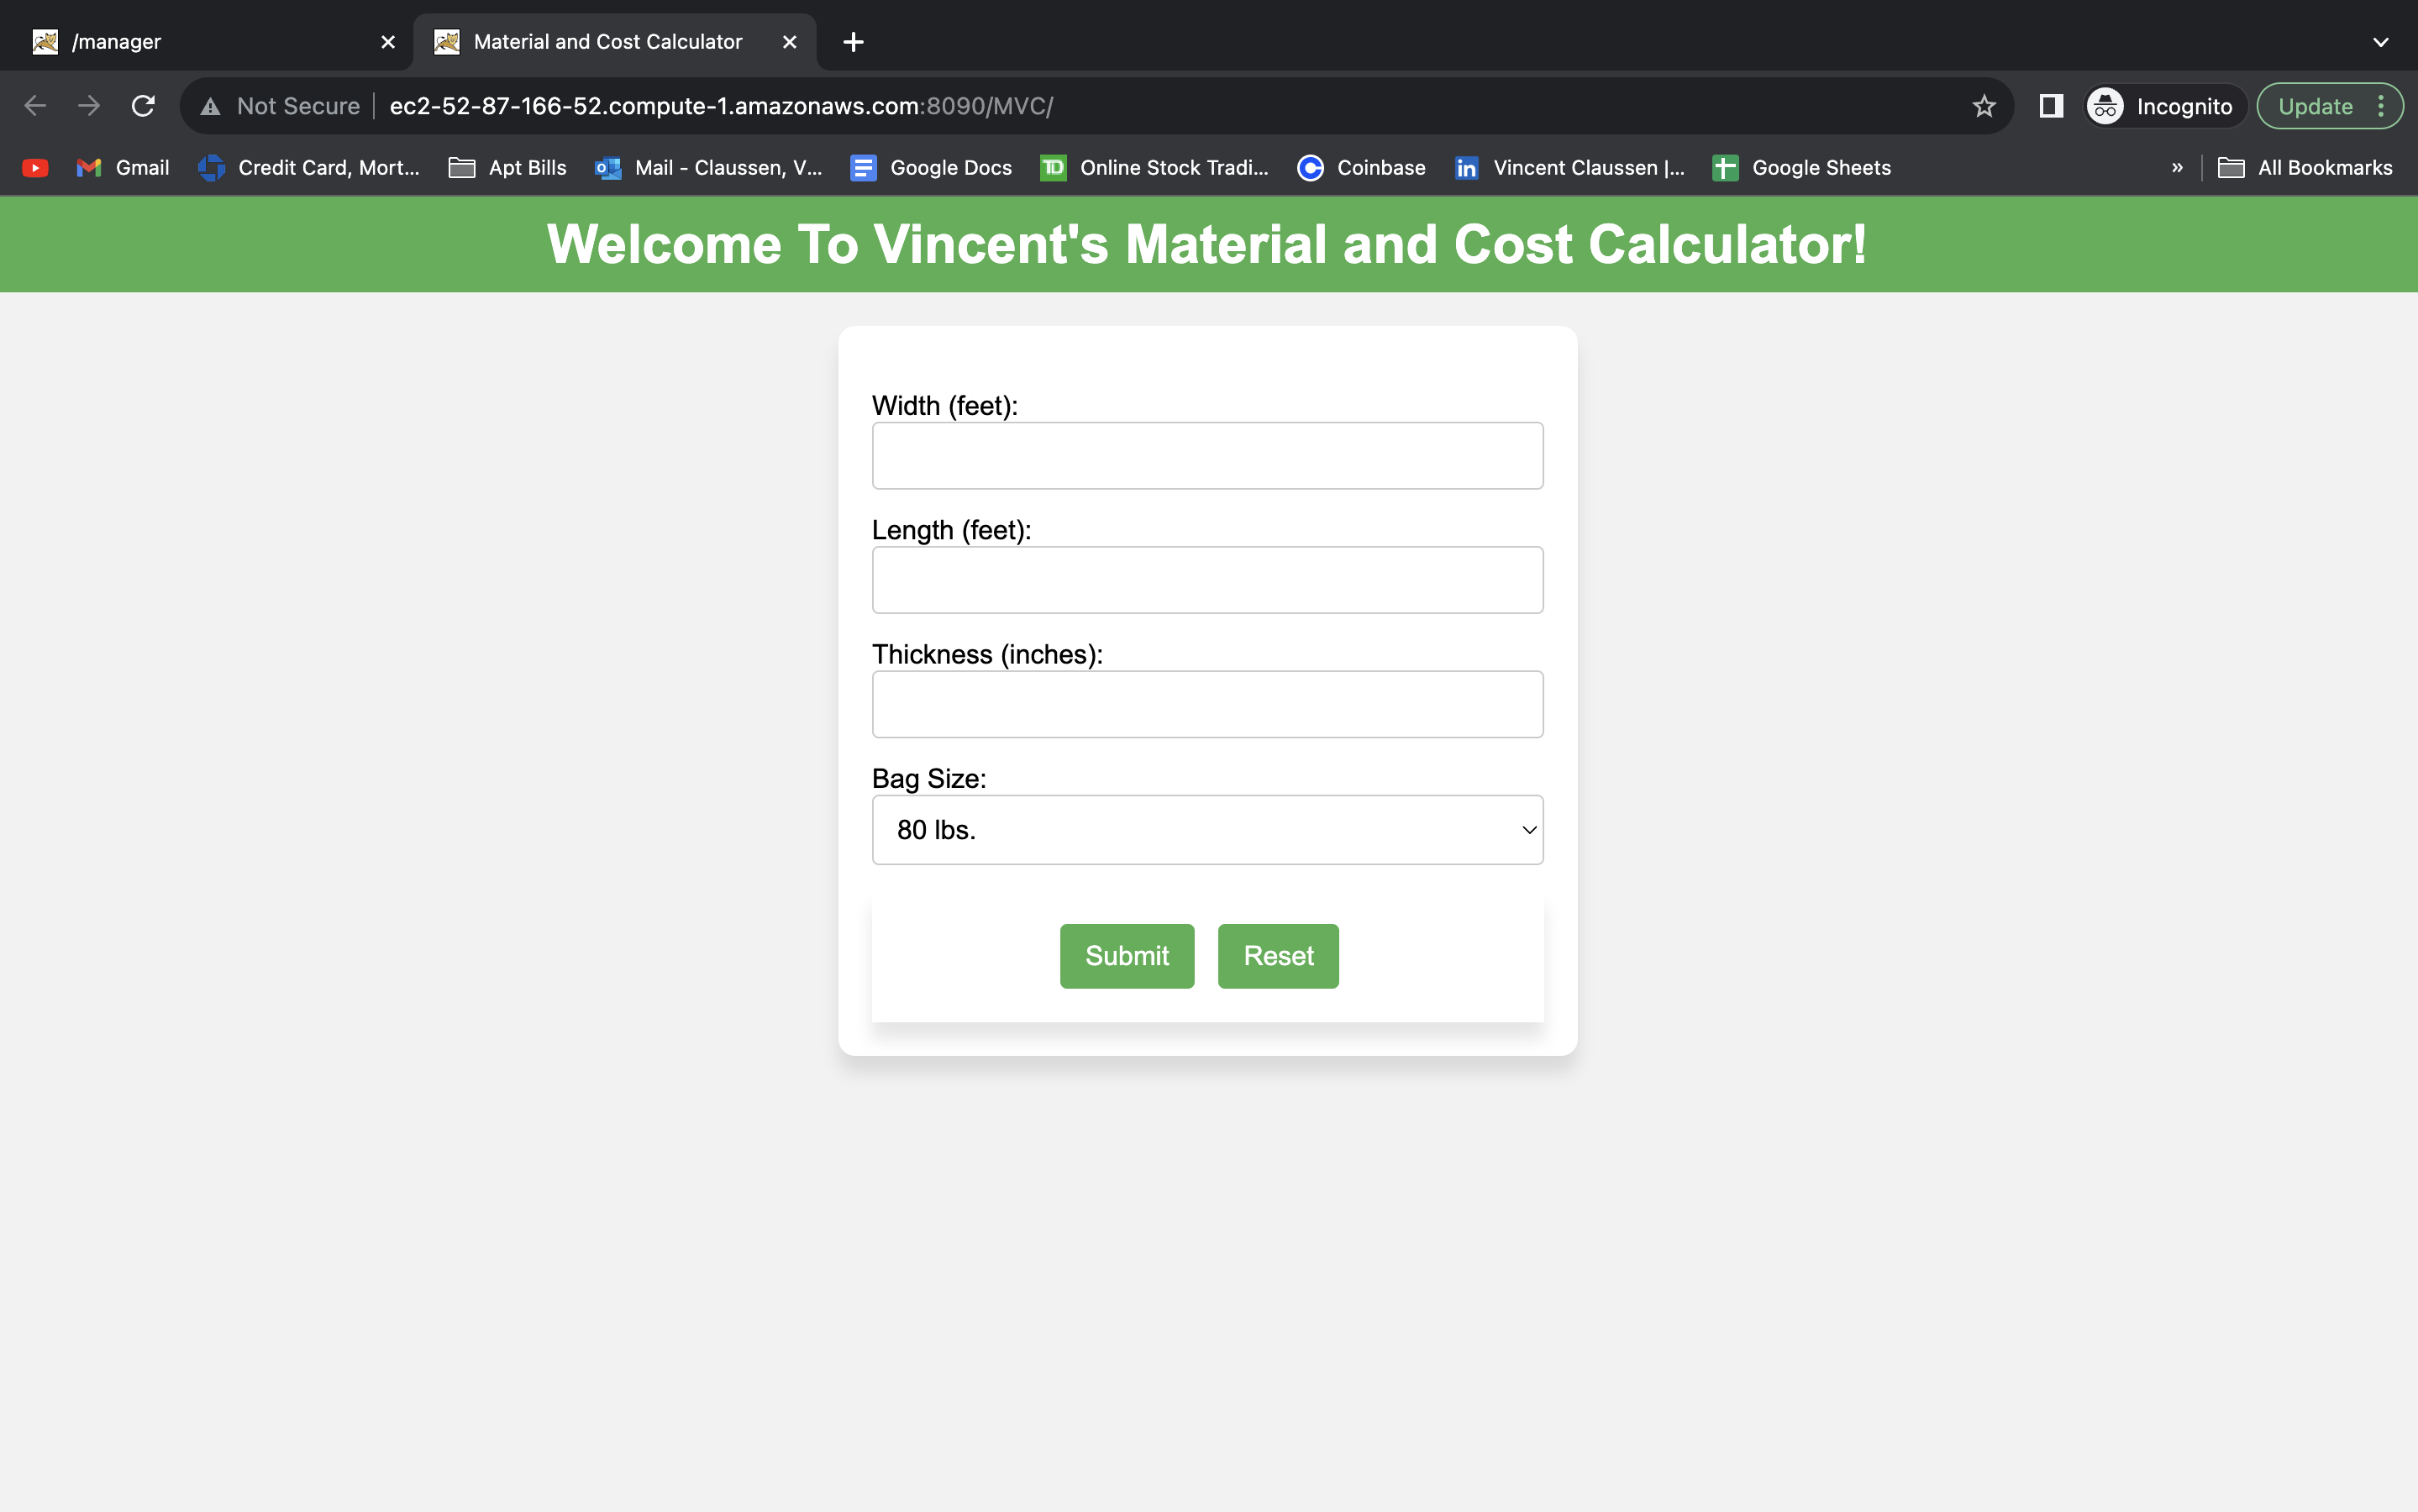 /manager
Material and Cost Calculator
Not Secure
ec2-52-87-166-52.compute-1.amazonaws.com:8090/MVC/
Incognito
Update
Gmail
Credit Card, Mort...
Apt Bills
Mail - Claussen, V...
Google Docs
TD
Online Stock Tradi...
Coinbase
in
Vincent Claussen |...
Google Sheets
»
All Bookmarks
Welcome To Vincent's Material and Cost Calculator!
Width (feet):
Length (feet):
Thickness (inches):
Bag Size:
80 lbs.
Submit
Reset